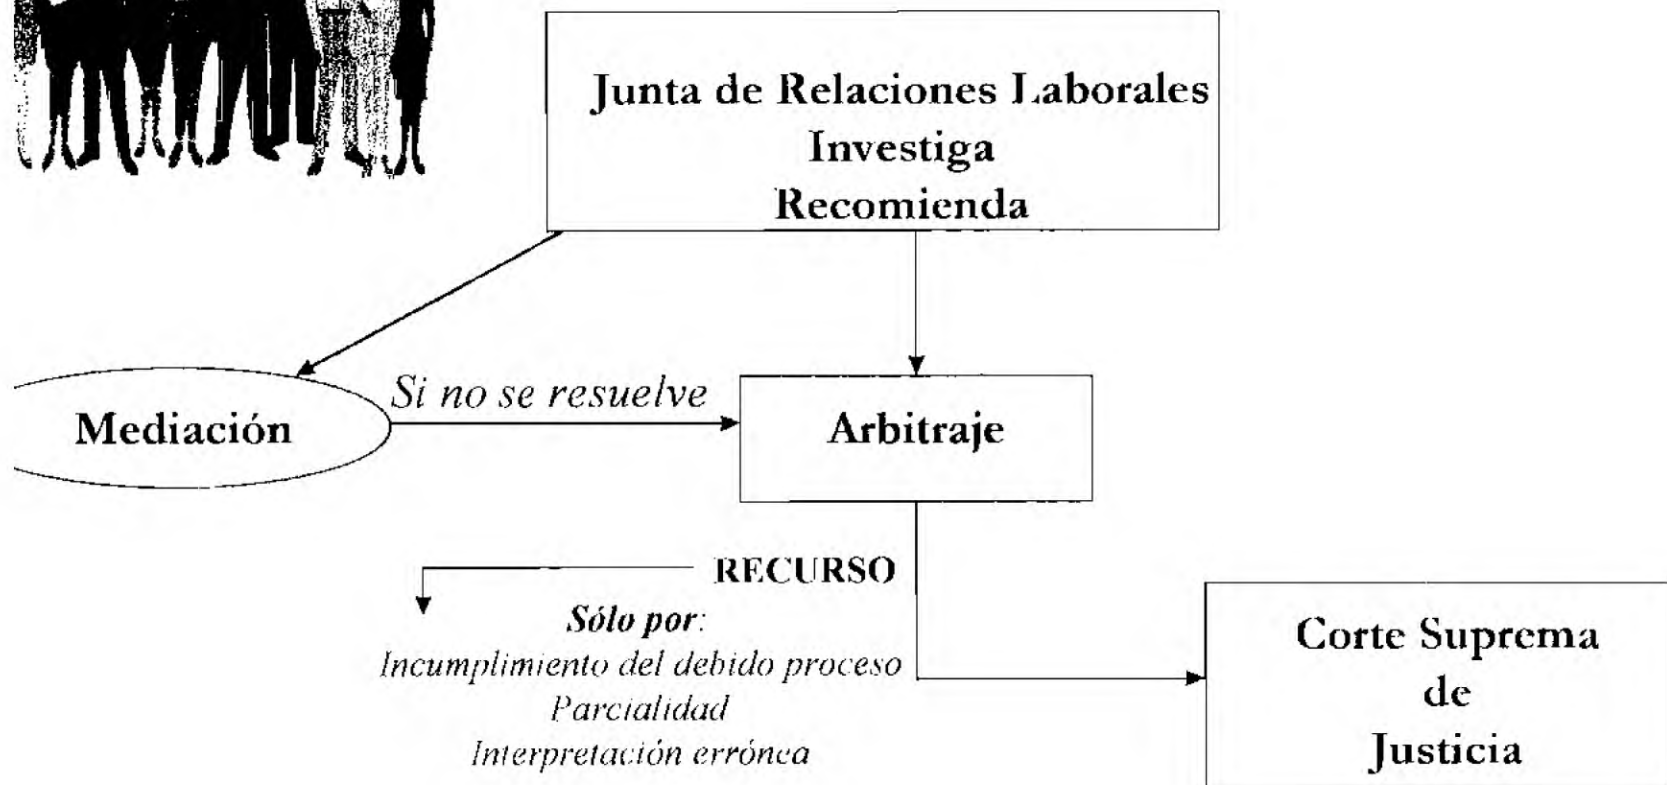 Junta de Relaciones Laborales
Investiga
Recomienda
Mediación
Si no se resuelve
Arbitraje
RECURSO
Sólo por:
Incumplimiento del debido proceso
Parcialidad
Interpretación errónea
Corte Suprema
de
Justicia